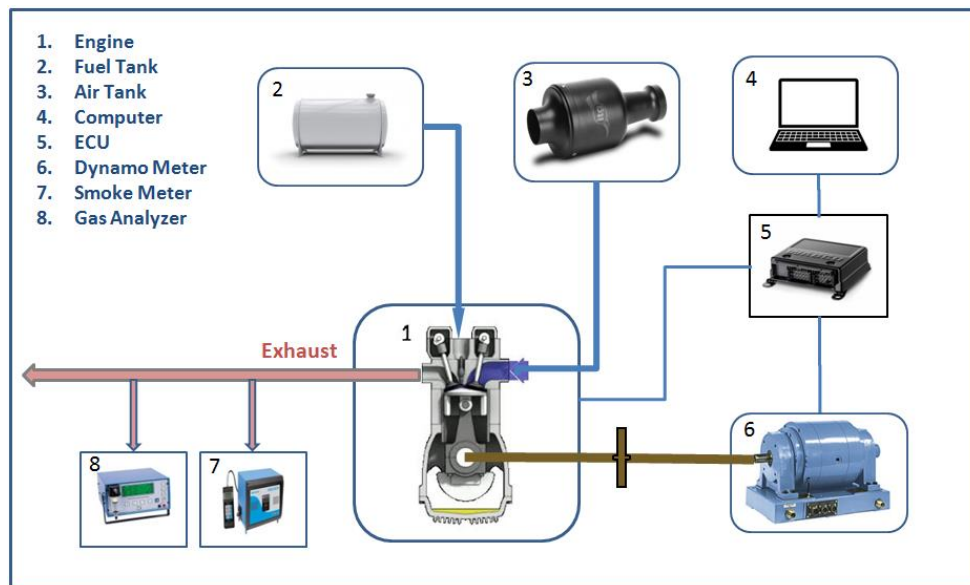 1. Engine
2. Fuel Tank
3. Air Tank
4. Computer
5. ECU
6. Dynamo Meter
7. Smoke Meter
8. Gas Analyzer
2
3
4
5
1
Exhaust
6
8
7